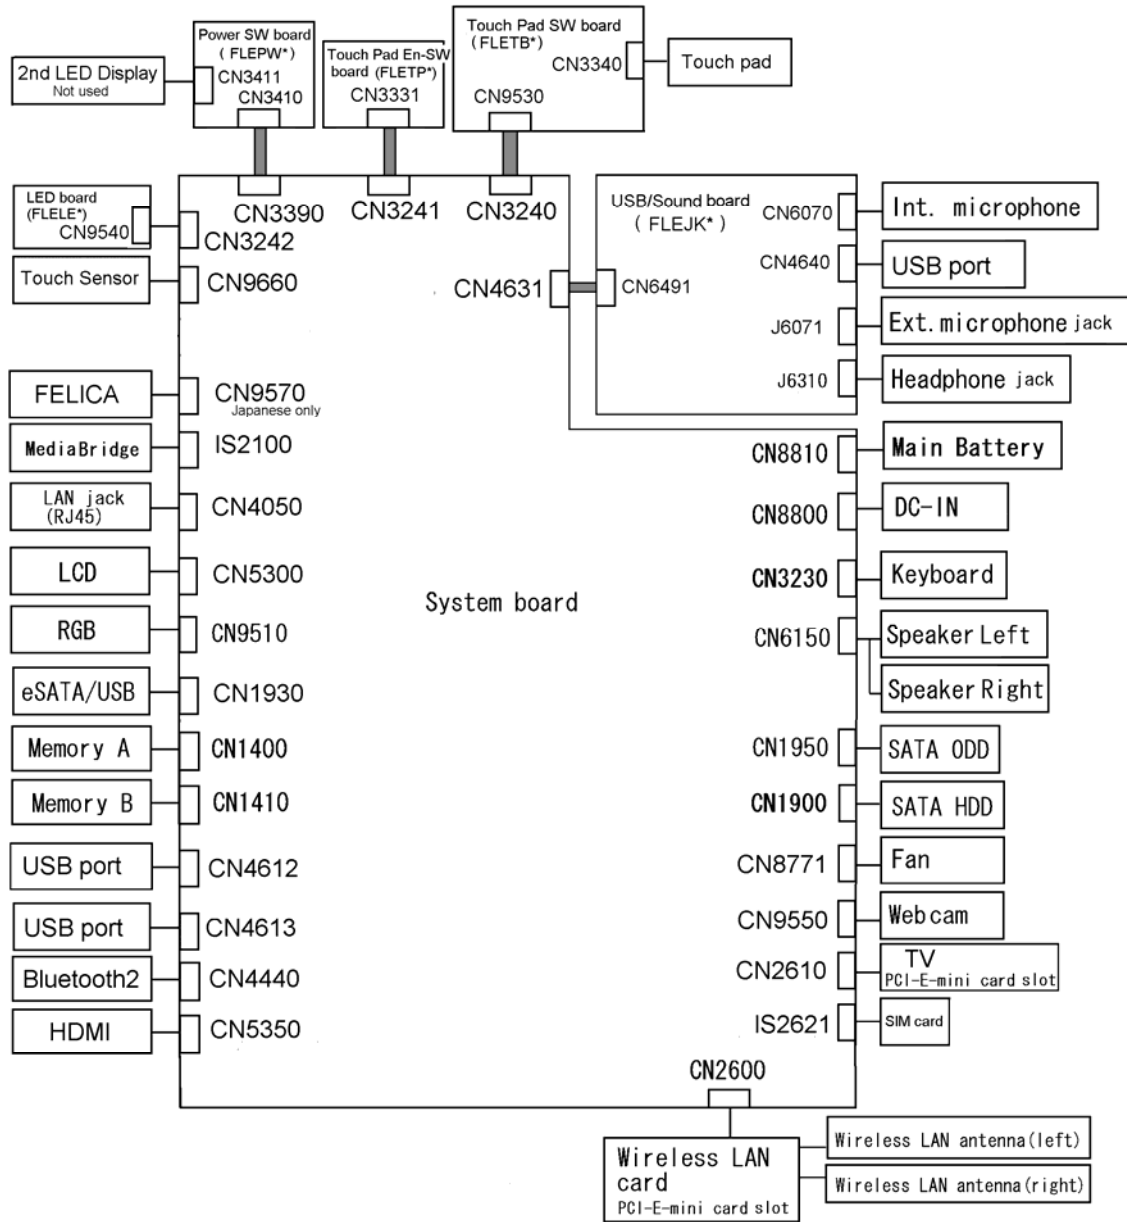 Power SW board
( FLEPW*)
CN3411
CN3410
2nd LED Display
Not used
Touch Pad En-SW
board (FLETP*)
CN3331
Touch Pad SW board
(FLETB*)
CN3340
CN9530
Touch pad
LED board
(FLELE*)
CN9540
CN3390
CN3241
CN3240
CN3242
Touch Sensor
CN9660
USB/Sound board
( FLEJK*)
CN4631
CN6491
CN6070
Int. microphone
CN4640
USB port
J6071
Ext. microphone jack
J6310
Headphone jack
FELICA
CN9570
Japanese only
MediaBridge
IS2100
LAN jack
(RJ45)
CN4050
LCD
CN5300
RGB
CN9510
eSATA/USB
CN1930
Memory A
CN1400
Memory B
CN1410
USB port
CN4612
USB port
CN4613
Bluetooth2
CN4440
HDMI
CN5350
System board
CN8810
Main Battery
CN8800
DC-IN
CN3230
Keyboard
CN6150
Speaker Left
Speaker Right
CN1950
SATA ODD
CN1900
SATA HDD
CN8771
Fan
CN9550
Web cam
CN2610
TV
PCI-E-mini card slot
IS2621
SIM card
CN2600
Wireless LAN
card
PCI-E-mini card slot
Wireless LAN antenna(left)
Wireless LAN antenna(right)